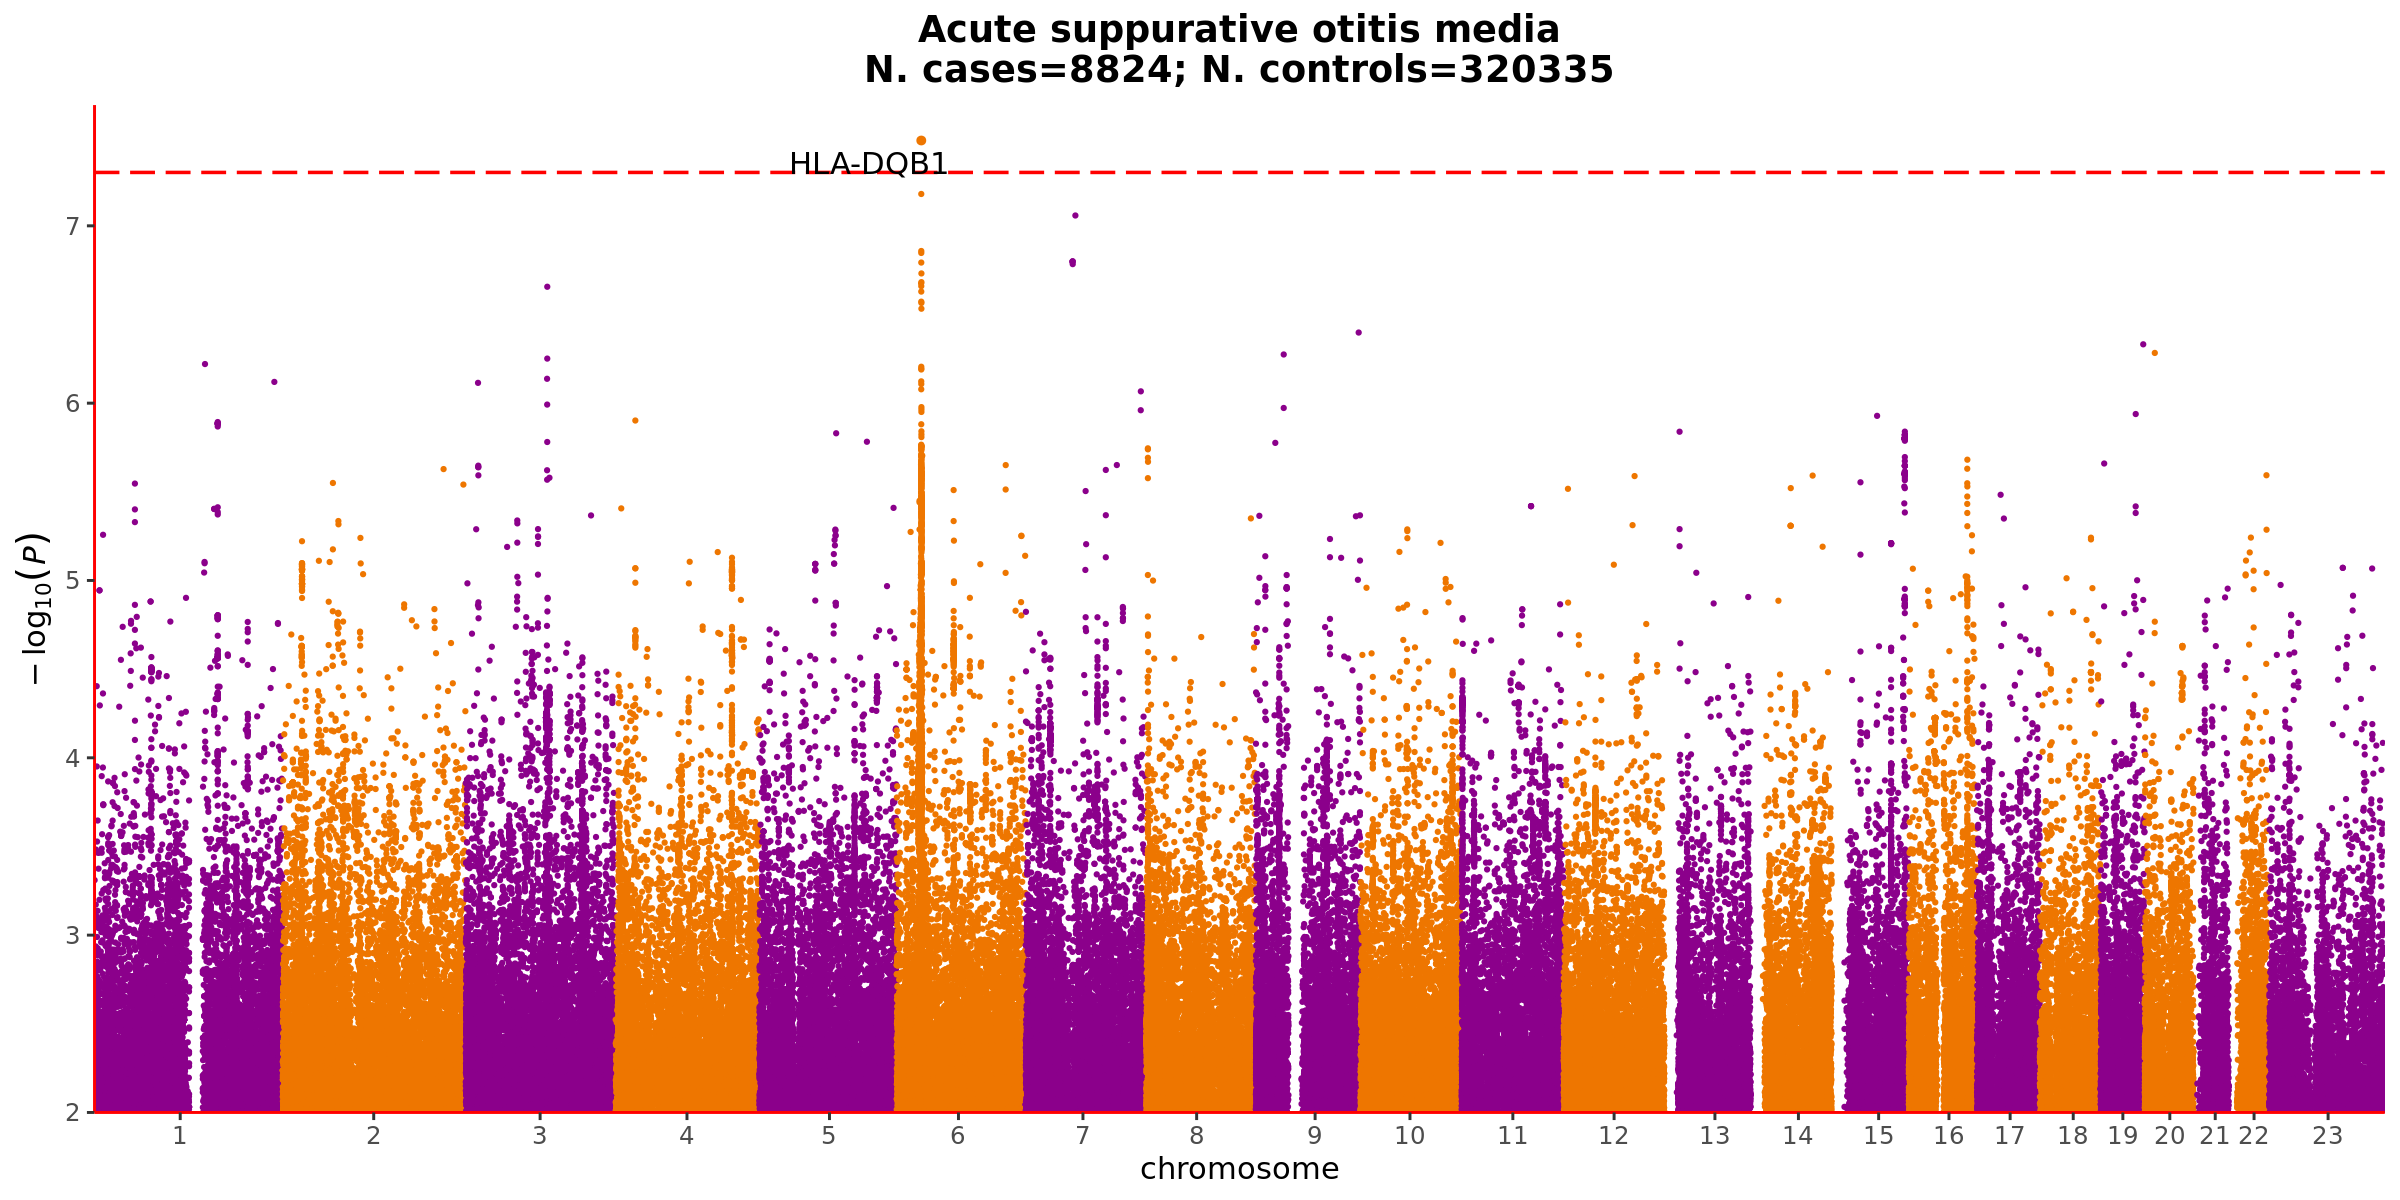 Acute suppurative otitis media
N. cases=8824; N. controls=320335
HLA-DQB1
7
6
5
4
3
2
−log10(P)
1 2 3 4 5 6 7 8 9 10 11 12 13 14 15 16 17 18 19 20 21 22 23
chromosome